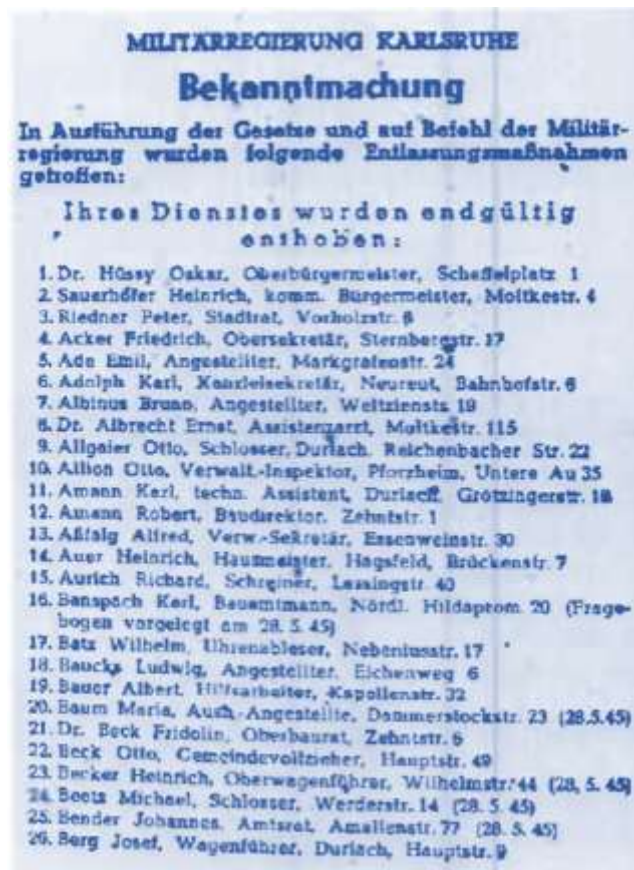 MILITÄRREGIERUNG KARLSRUHE
Bekanntmachung
In Ausführung der Gesetze und auf Befehl der Militär-
regierung wurden folgende Entlassungsmaßnahmen
getroffen:
Ihres Dienstes wurden endgültig
enthoben:
1. Dr. Hüssy Oskar, Oberbürgermeister, Scheffelplatz 1
2. Sauerhöfer Heinrich, komm. Bürgermeister, Moltkestr. 4
3. Riedner Peter, Stadtrat, Vorholzstr. 6
4. Acker Friedrich, Obersekretär, Sternbergstr. 17
5. Ade Emil, Angestellter, Markgrafenstr. 24
6. Adolph Karl, Kanzleisekretär, Neureut, Bahnhofstr. 6
7. Albinus Bruno, Angestellter, Weltzienstr. 19
8. Dr. Albrecht Ernst, Assistenzarzt, Moltkestr. 115
9. Allgaier Otto, Schlosser, Durlach, Reichenbacher Str. 22
10. Allion Otto, Verwalt.-Inspektor, Pforzheim, Untere Au 35
11. Amann Karl, techn. Assistent, Durlach, Grötzingerstr. 18
12. Amann Robert, Baudirektor, Zehntstr. 1
13. Alfred, Verw.-Sekretär, Essenweinstr. 30
14. Auer Heinrich, Hausmeister, Hagsfeld, Brückenstr. 7
15. Aurich Richard, Schreiner, Lessingstr. 40
16. Banspach Karl, Bauamtmann, Nördl. Hildaprom. 20 (Frage-
bogen vorgelegt am 28. 5. 45)
17. Batz Wilhelm, Uhrenableser, Nebeniusstr. 17
18. Baucks Ludwig, Angestellter, Eichenweg 6
19. Bauer Albert, Hilfsarbeiter, Kapellenstr. 32
20. Baum Maria, Angestellte, Dammerstockstr. 23 (28.5.45)
21. Dr. Beck Fridolin, Oberbaurat, Zehntstr. 6
22. Beck Otto, Gemeindevollzieher, Hauptstr. 49
23. Becker Heinrich, Oberwagenführer, Wilhelmstr. 44 (28. 5. 45)
24. Beetz Michael, Schlosser, Werderstr. 14 (28. 5. 45)
25. Bender Johannes, Amtsrat, Amalienstr. 77 (28. 5. 45)
26. Berg Josef, Wagenführer, Durlach, Hauptstr. 9